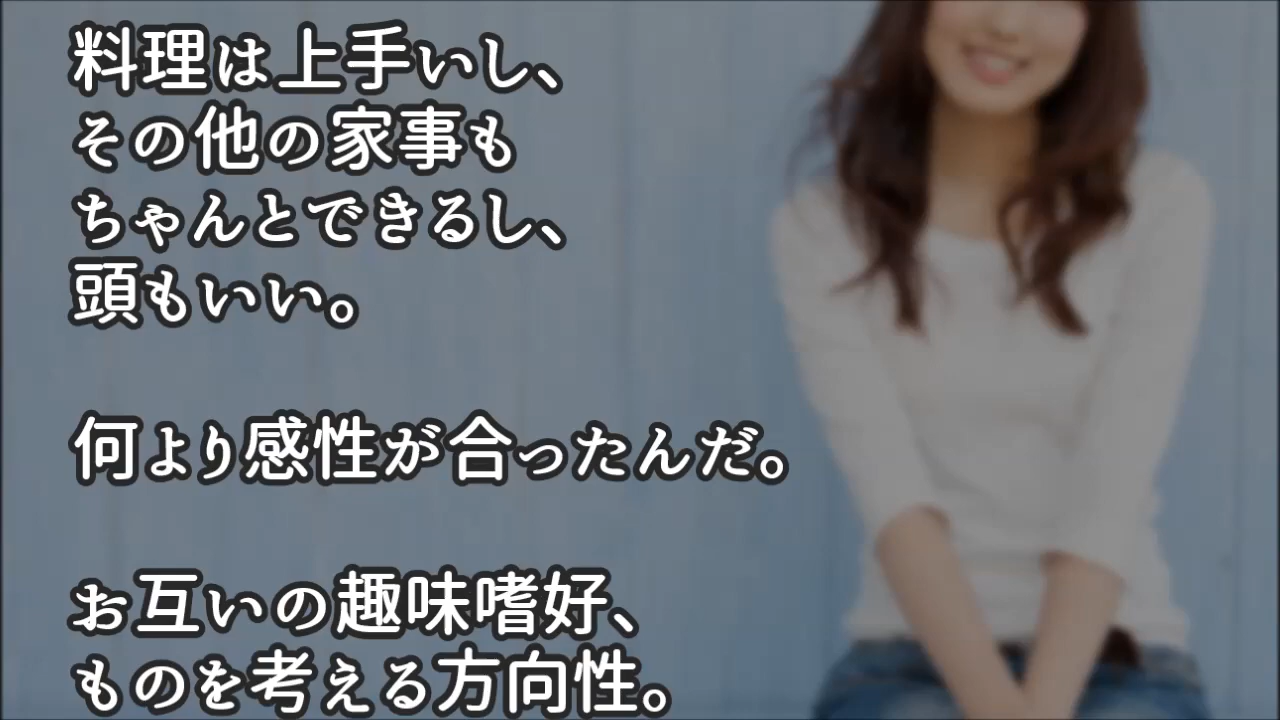 料理は上手いし、
その他の家事も
ちゃんとできるし、
頭もいい。
何より感性が合ったんだ。
お互いの趣味嗜好、
ものを考える方向性。